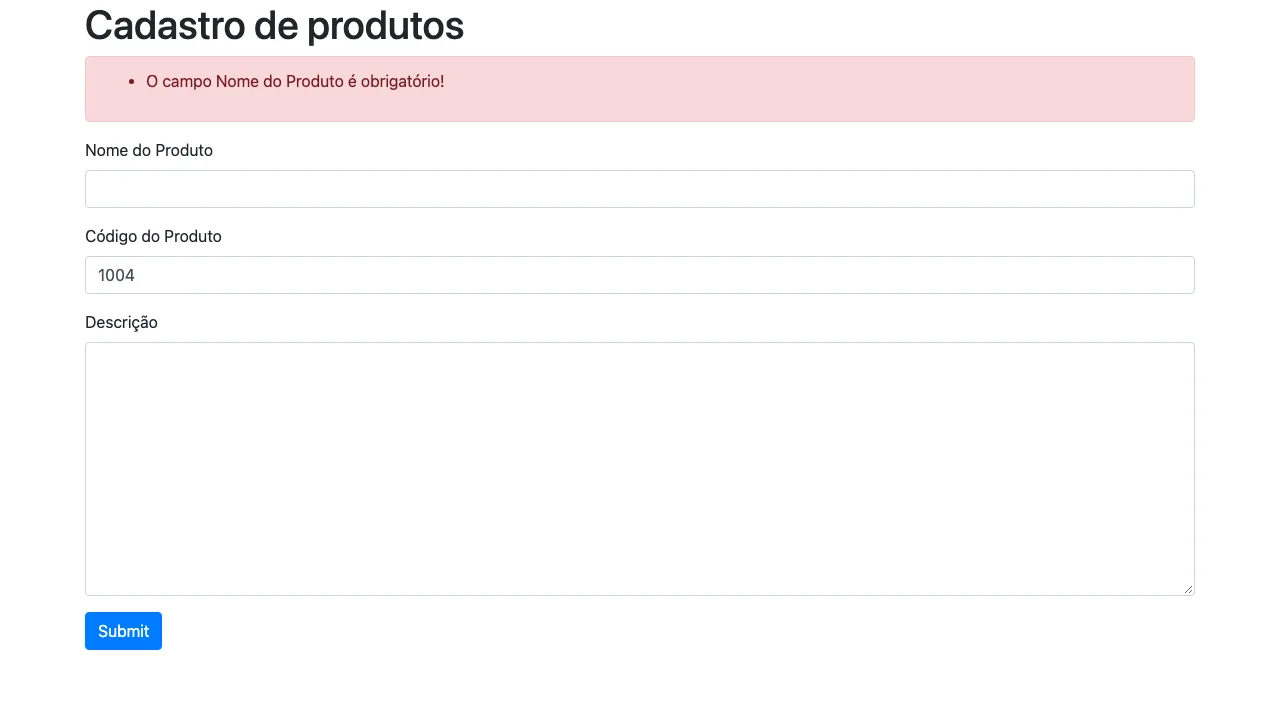 Cadastro de produtos
• O campo Nome do Produto é obrigatório!
Nome do Produto
Código do Produto
1004
Descrição
Submit